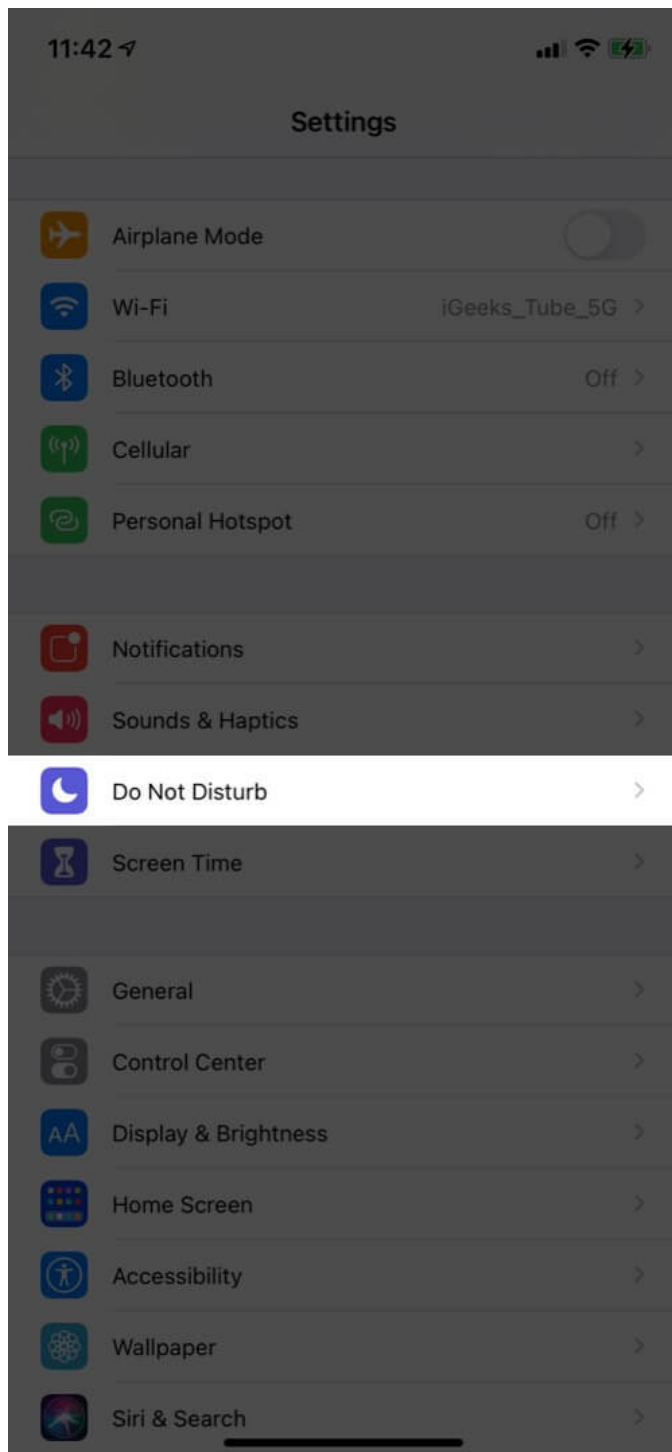 11:42
Settings
Airplane Mode
Wi-Fi iGeeks_Tube_5G
Bluetooth Off
Cellular
Personal Hotspot Off
Notifications
Sounds & Haptics
Do Not Disturb
Screen Time
General
Control Center
AA Display & Brightness
Home Screen
Accessibility
Wallpaper
Siri & Search